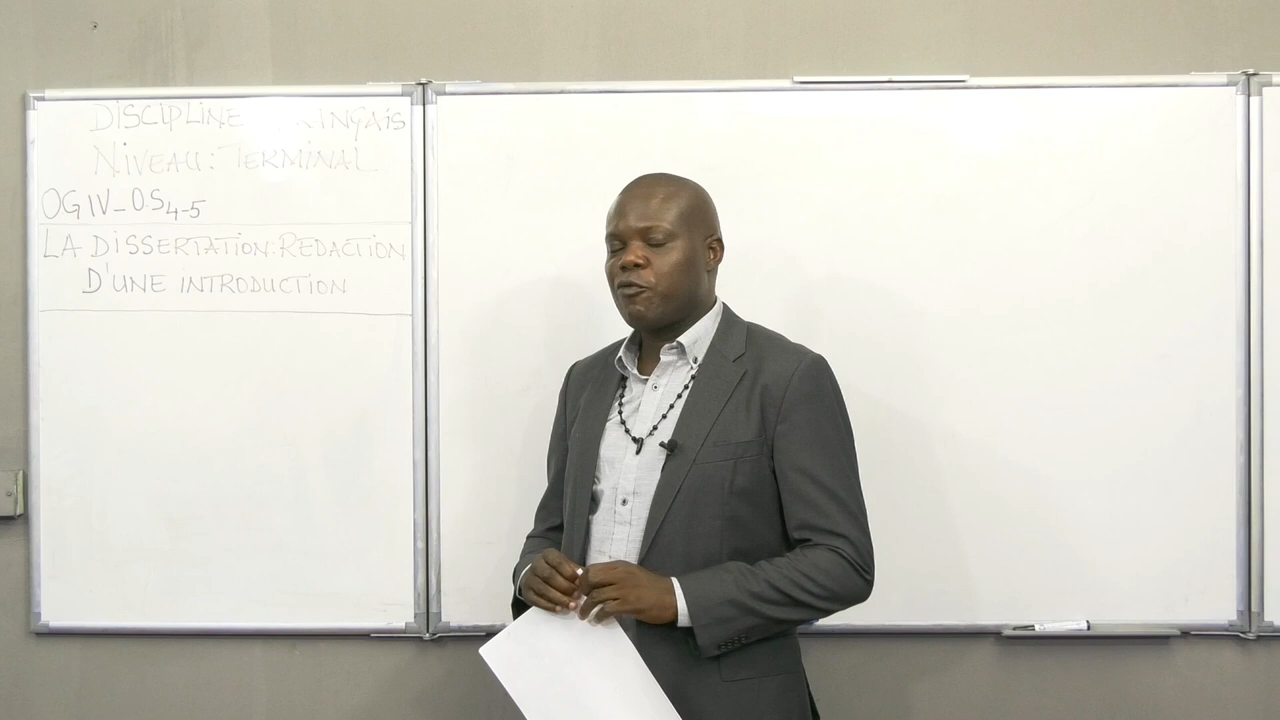 DISCIPLINE
NIVEAU: TERMINAL
OG IV_OS4-5
LA DISSERTATION: REDACTION
D'UNE INTRODUCTION